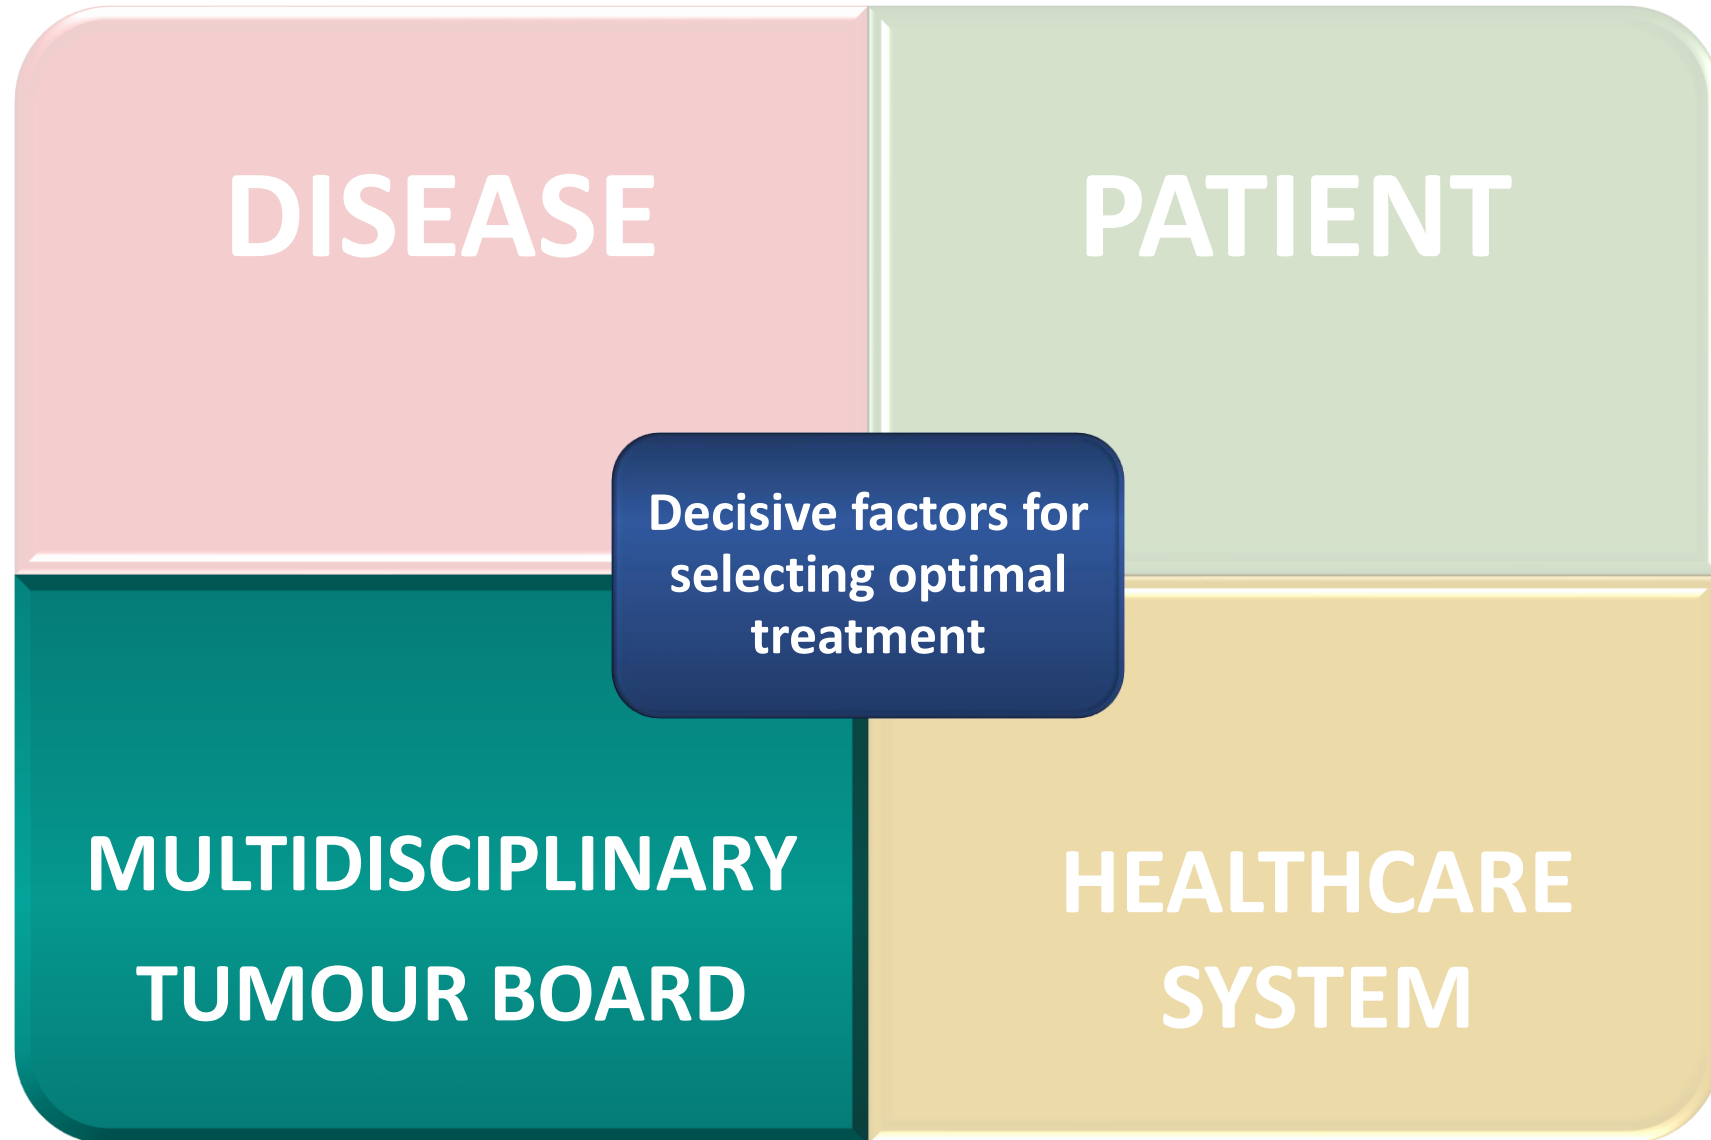 DISEASE
PATIENT
Decisive factors for
selecting optimal
treatment
MULTIDISCIPLINARY
TUMOUR BOARD
HEALTHCARE
SYSTEM